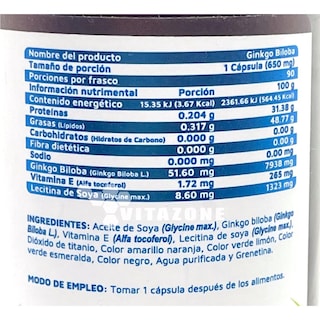 Nombre del producto Ginkgo Biloba
Tamaño de porción 1 Cápsula (650 mg)
Porciones por frasco 90
Información nutrimental Porción 100 g
Contenido energético 15.35 kJ (3.67 Kcal) 2361.66 kJ (564.45 Kcal)
Proteínas 0.204 g 31.38 g
Grasas (Lípidos) 0.317 g 48.77 g
Carbohidratos (Hidratos de Carbono) 0.000 mg 0 g
Fibra dietética 0.000 mg 0 g
Sodio 0.000 mg 0 g
Ginkgo Biloba (Ginkgo Biloba L.) 51.60 mg 7938 mg
Vitamina E (Alfa tocoferol) 1.72 mg 265 mg
Lecitina de Soya (Glycine max.) 8.60 mg 1323 mg
VITAZONE
INGREDIENTES: Aceite de Soya (Glycine max.), Ginkgo biloba (Ginkgo
Biloba L.), Vitamina E (Alfa tocoferol), Lecitina de soya (Glycine max.),
Dióxido de titanio, Color amarillo naranja, Color verde limón, Color
verde esmeralda, Color negro, Agua purificada y Grenetina.
MODO DE EMPLEO: Tomar 1 cápsula después de los alimentos.